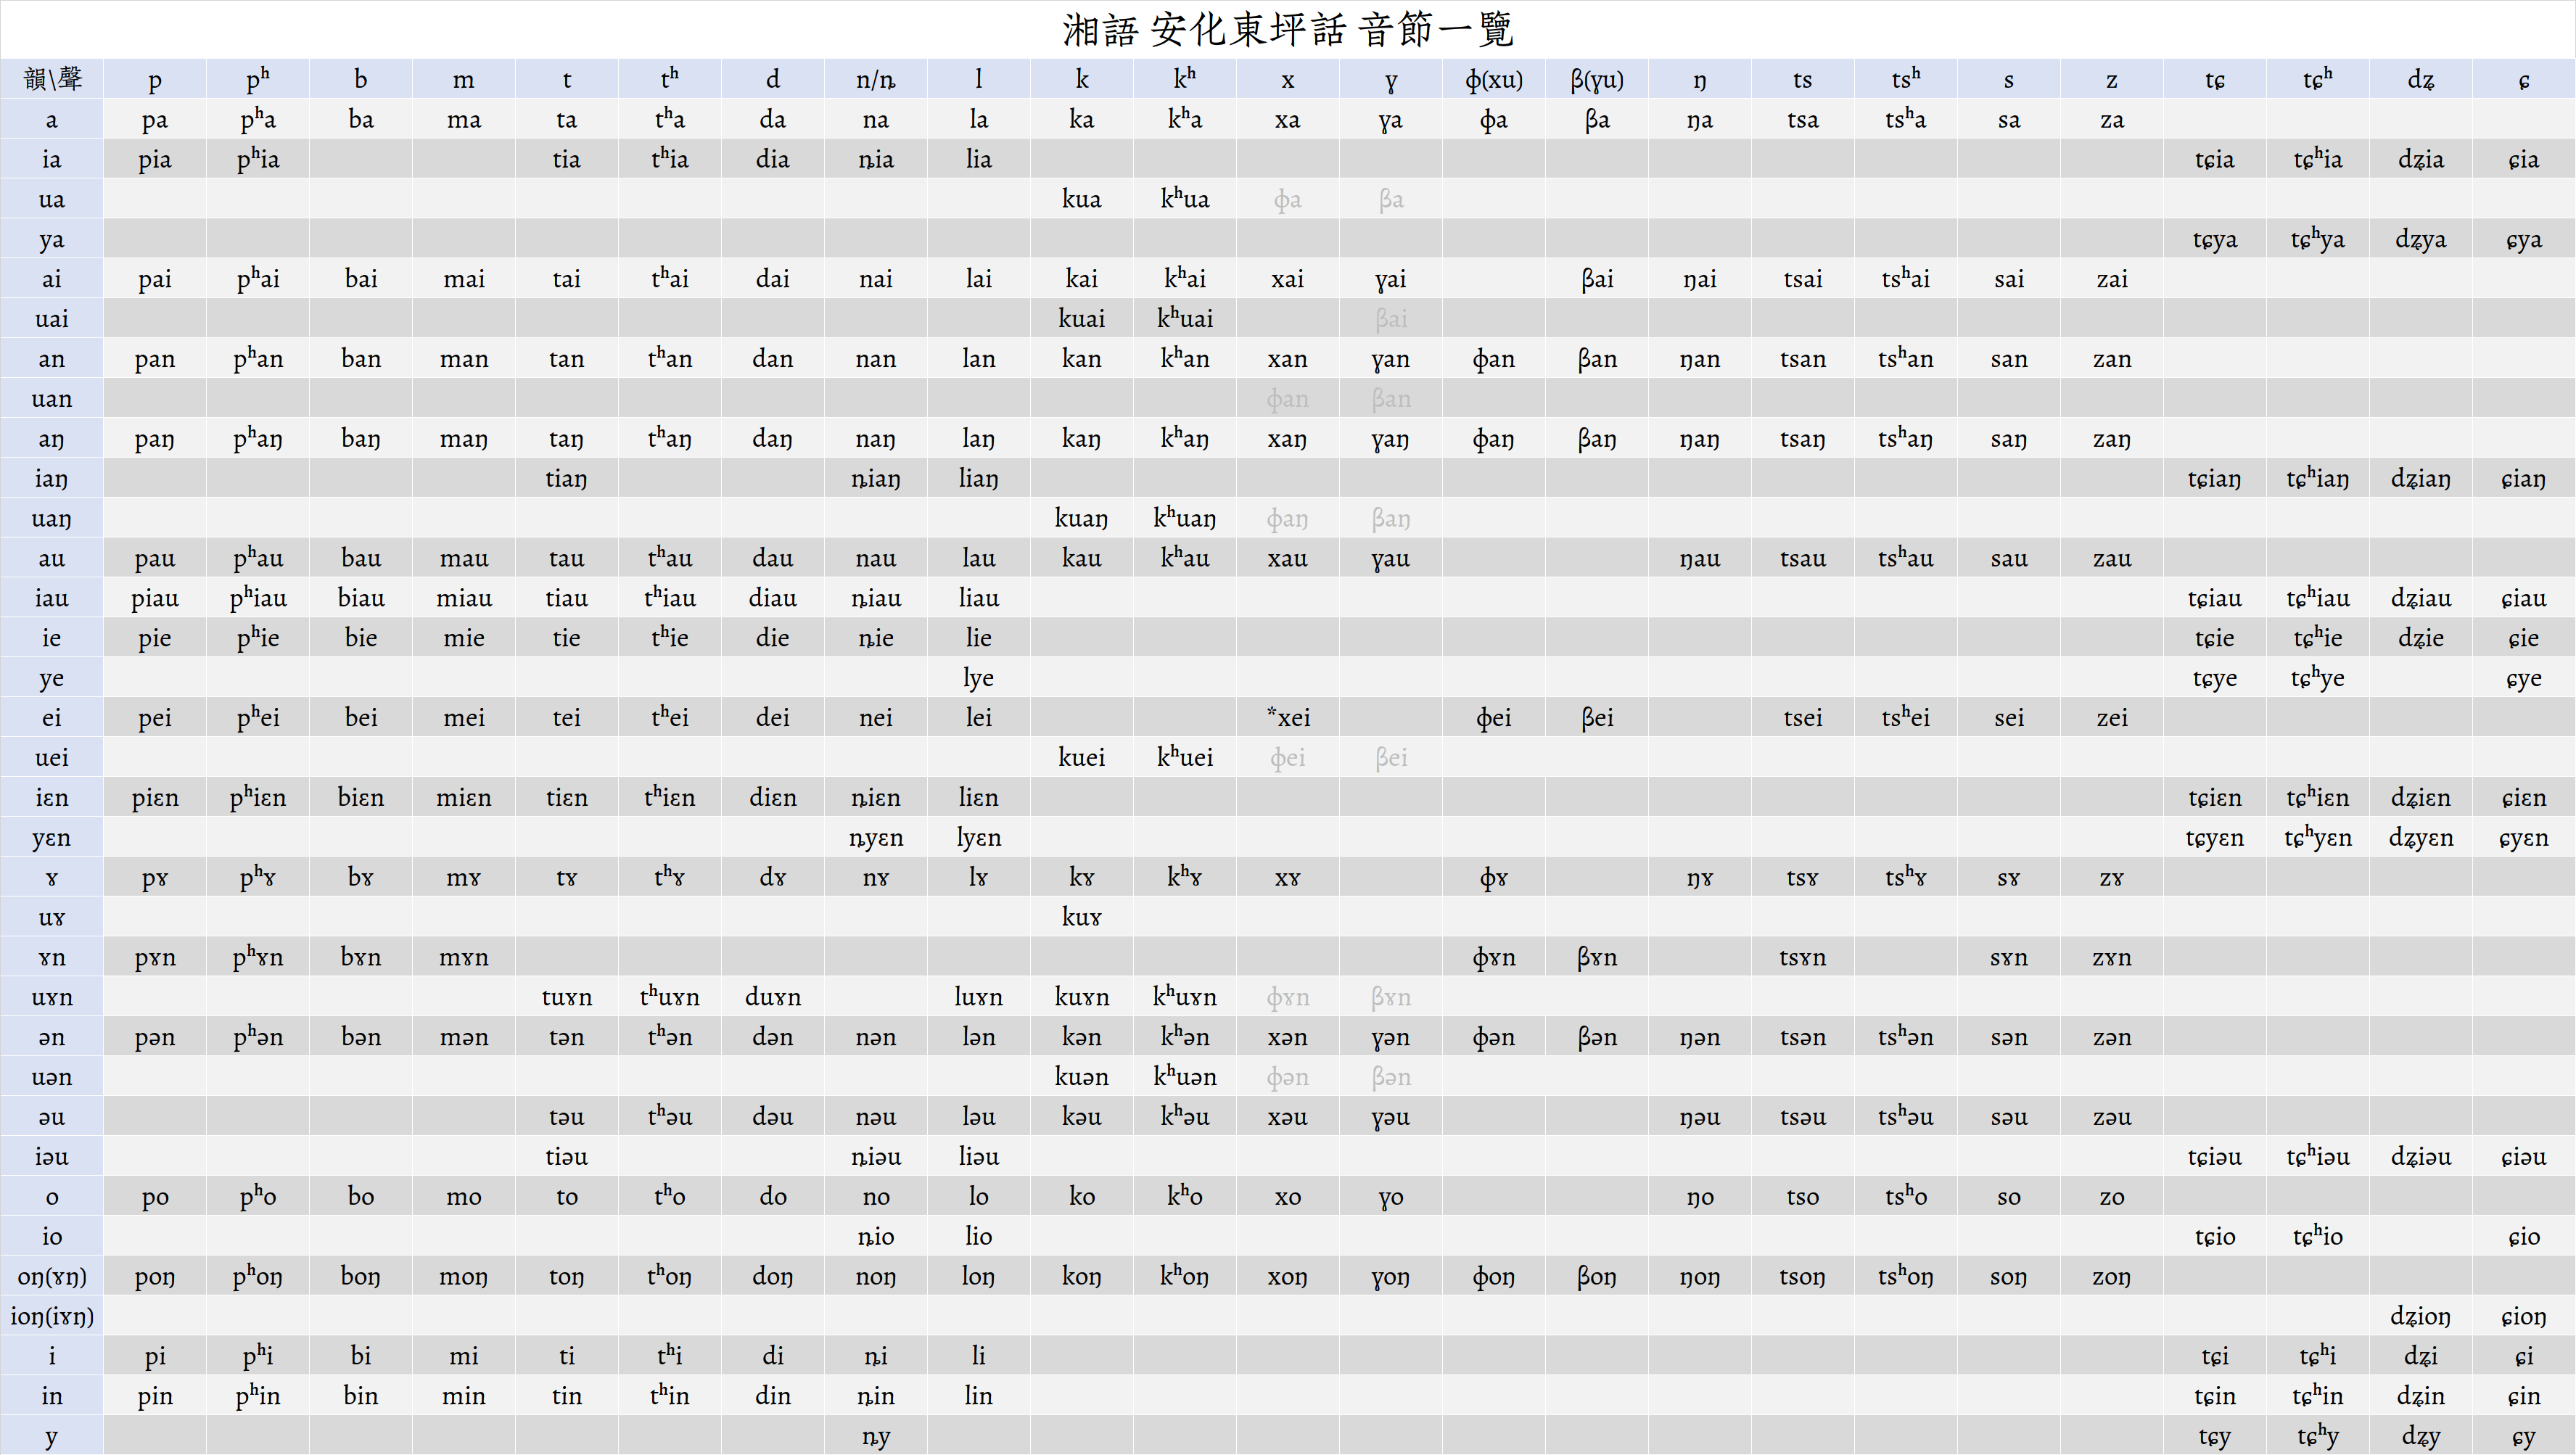 湘語 安化東坪話 音節一覽
韻\聲 p pʰ b m t tʰ d n/ȵ l k kʰ x ɣ ɸ(xu) β(ɣu) ŋ ts tsʰ s z tɕ tɕʰ dʑ ɕ
a pa pʰa ba ma ta tʰa da na la ka kʰa xa ɣa ɸa βa ŋa tsa tsʰa sa za
ia pia pʰia tia tʰia dia ȵia lia tɕia tɕʰia dʑia ɕia
ua kua kʰua ɸa βa
ya tɕya tɕʰya dʑya ɕya
ai pai pʰai bai mai tai tʰai dai nai lai kai kʰai xai ɣai βai ŋai tsai tsʰai sai zai
uai kuai kʰuai βai
an pan pʰan ban man tan tʰan dan nan lan kan kʰan xan ɣan ɸan βan ŋan tsan tsʰan san zan
uan ɸan βan
aŋ paŋ pʰaŋ baŋ maŋ taŋ tʰaŋ daŋ naŋ laŋ kaŋ kʰaŋ xaŋ ɣaŋ ɸaŋ βaŋ ŋaŋ tsaŋ tsʰaŋ saŋ zaŋ
iaŋ tiaŋ ȵiaŋ liaŋ tɕiaŋ tɕʰiaŋ dʑiaŋ ɕiaŋ
uaŋ kuaŋ kʰuaŋ ɸaŋ βaŋ
au pau pʰau bau mau tau tʰau dau nau lau kau kʰau xau ɣau ŋau tsau tsʰau sau zau
iau piau pʰiau biau miau tiau tʰiau diau ȵiau liau tɕiau tɕʰiau dʑiau ɕiau
ie pie pʰie bie mie tie tʰie die ȵie lie tɕie tɕʰie dʑie ɕie
ye lye tɕye tɕʰye ɕye
ei pei pʰei bei mei tei tʰei dei nei lei *xei ɸei βei tsei tsʰei sei zei
uei kuei kʰuei ɸei βei
iɛn piɛn pʰiɛn biɛn miɛn tiɛn tʰiɛn diɛn ȵiɛn liɛn tɕiɛn tɕʰiɛn dʑiɛn ɕiɛn
yɛn ȵyɛn lyɛn tɕyɛn tɕʰyɛn dʑyɛn ɕyɛn
ɤ pɤ pʰɤ bɤ mɤ tɤ tʰɤ dɤ nɤ lɤ kɤ kʰɤ xɤ ɸɤ ŋɤ tsɤ tsʰɤ sɤ zɤ
uɤ kuɤ
ɤn pɤn pʰɤn bɤn mɤn ɸɤn βɤn tsɤn sɤn zɤn
uɤn tuɤn tʰuɤn duɤn luɤn kuɤn kʰuɤn ɸɤn βɤn
ən pən pʰən bən mən tən tʰən dən nən lən kən kʰən xən ɣən ɸən βən ŋən tsən tsʰən sən zən
uən kuən kʰuən ɸən βən
əu təu tʰəu dəu nəu ləu kəu kʰəu xəu ɣəu ŋəu tsəu tsʰəu səu zəu
iəu tiəu ȵiəu liəu tɕiəu tɕʰiəu dʑiəu ɕiəu
o po pʰo bo mo to tʰo do no lo ko kʰo xo ɣo ŋo tso tsʰo so zo
io ȵio lio tɕio tɕʰio ɕio
oŋ(ɤŋ) poŋ pʰoŋ boŋ moŋ toŋ tʰoŋ doŋ noŋ loŋ koŋ kʰoŋ xoŋ ɣoŋ ɸoŋ βoŋ ŋoŋ tsoŋ tsʰoŋ soŋ zoŋ
ioŋ(iɤŋ) dʑioŋ ɕioŋ
i pi pʰi bi mi ti tʰi di ȵi li tɕi tɕʰi dʑi ɕi
in pin pʰin bin min tin tʰin din ȵin lin tɕin tɕʰin dʑin ɕin
y ȵy tɕy tɕʰy dʑy ɕy